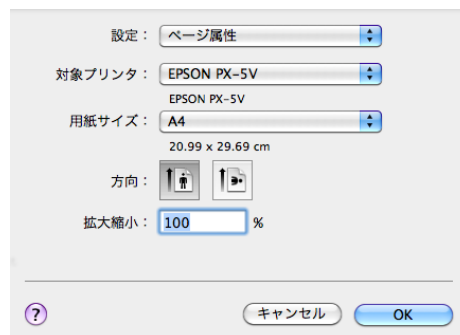 設定： ページ属性
対象プリンタ： EPSON PX-5V
EPSON PX-5V
用紙サイズ： A4
20.99 x 29.69 cm
方向：
拡大縮小： 100 %
? キャンセル OK